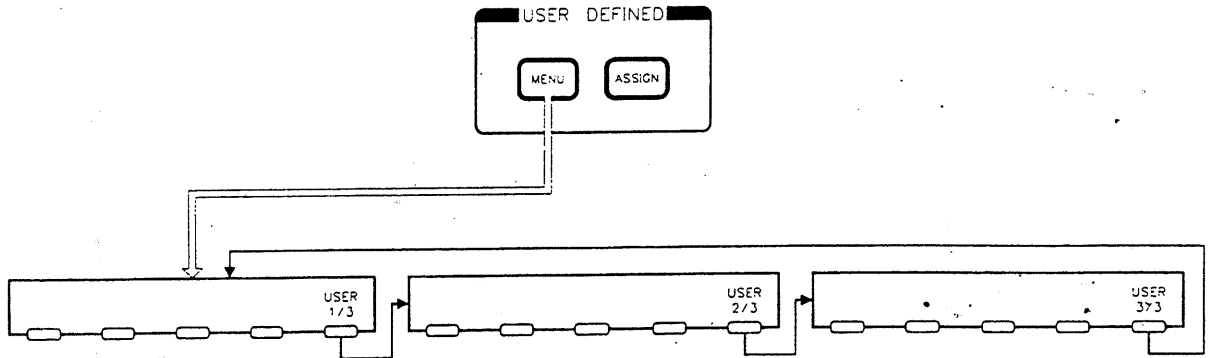 USER DEFINED
MENU
ASSIGN
USER
1/3
USER
2/3
USER
3/3